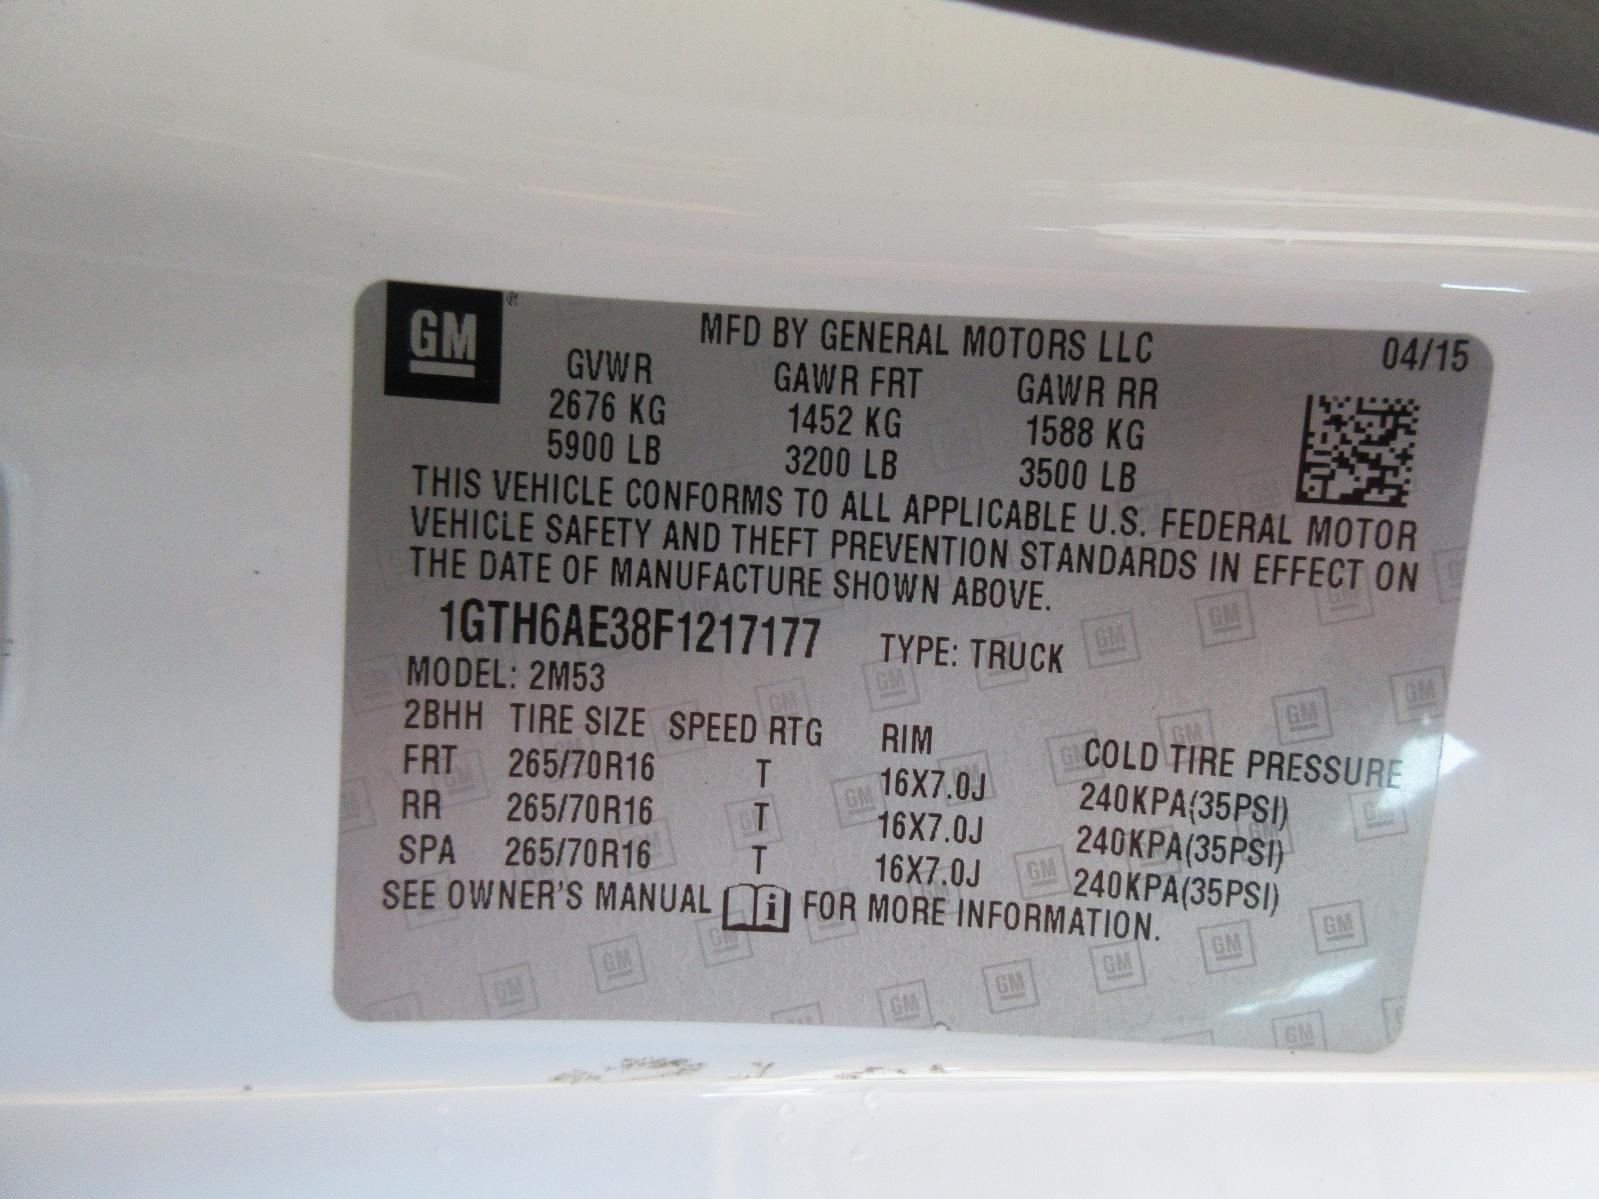 GM®
MFD BY GENERAL MOTORS LLC 04/15
GVWR GAWR FRT GAWR RR
2676 KG 1452 KG 1588 KG
5900 LB 3200 LB 3500 LB
THIS VEHICLE CONFORMS TO ALL APPLICABLE U.S. FEDERAL MOTOR
VEHICLE SAFETY AND THEFT PREVENTION STANDARDS IN EFFECT ON
THE DATE OF MANUFACTURE SHOWN ABOVE.
1GTH6AE38F1217177 TYPE: TRUCK
MODEL: 2M53
2BHH TIRE SIZE SPEED RTG RIM COLD TIRE PRESSURE
FRT 265/70R16 T 16X7.0J 240KPA(35PSI)
RR 265/70R16 T 16X7.0J 240KPA(35PSI)
SPA 265/70R16 T 16X7.0J 240KPA(35PSI)
SEE OWNER'S MANUAL i FOR MORE INFORMATION.